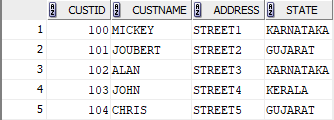 CUSTID CUSTNAME ADDRESS STATE
1 100 MICKEY STREET1 KARNATAKA
2 101 JOUBERT STREET2 GUJARAT
3 102 ALAN STREET3 KARNATAKA
4 103 JOHN STREET4 KERALA
5 104 CHRIS STREET5 GUJARAT